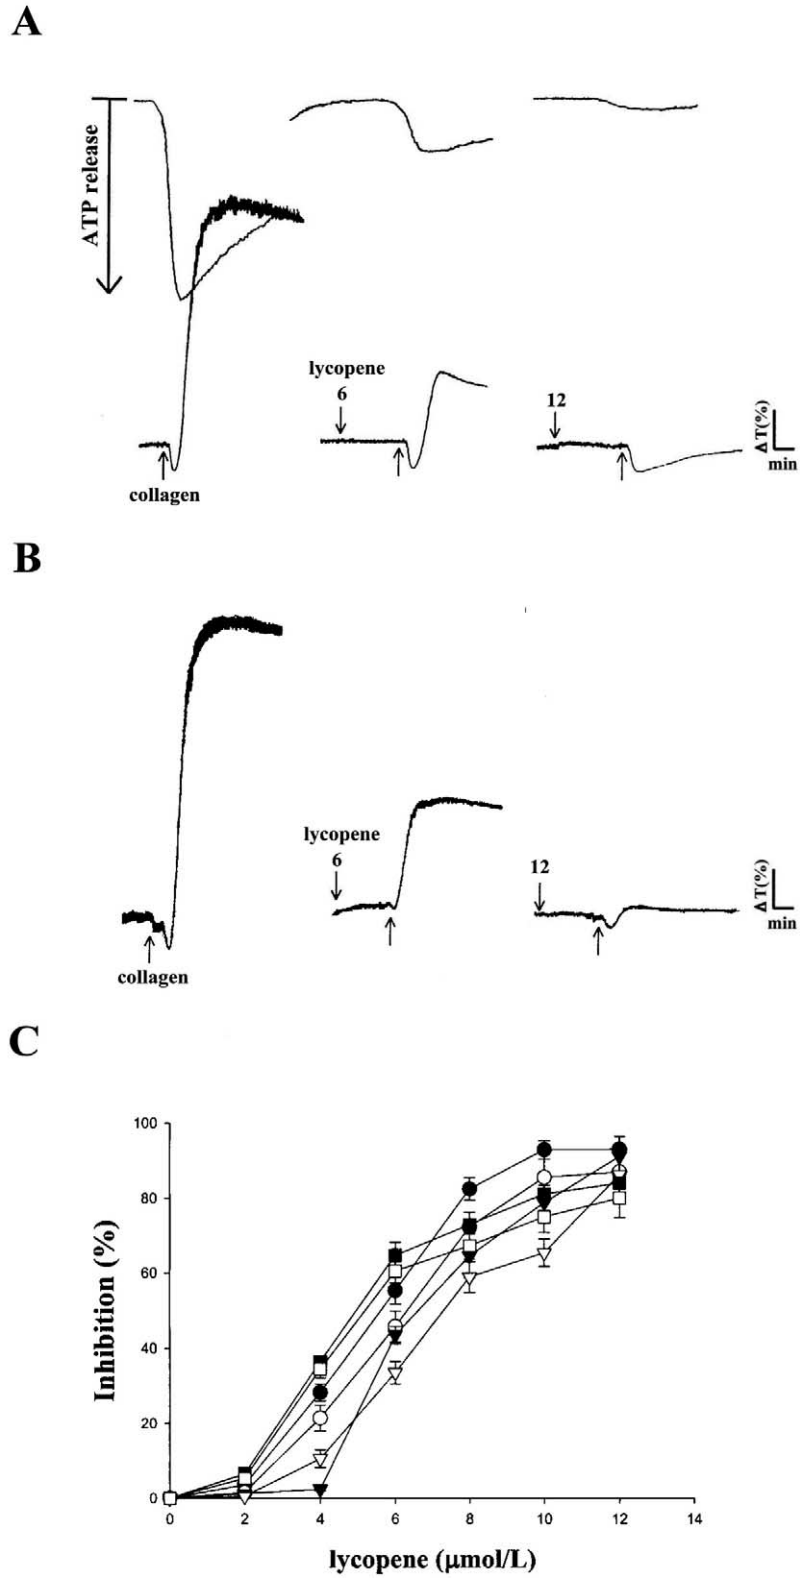 A
ATP release
lycopene
6
12
collagen
ΔT(%)
min
B
lycopene
6
12
collagen
ΔT(%)
min
C
100
80
60
40
20
0
Inhibition (%)
0 2 4 6 8 10 12 14
lycopene (μmol/L)